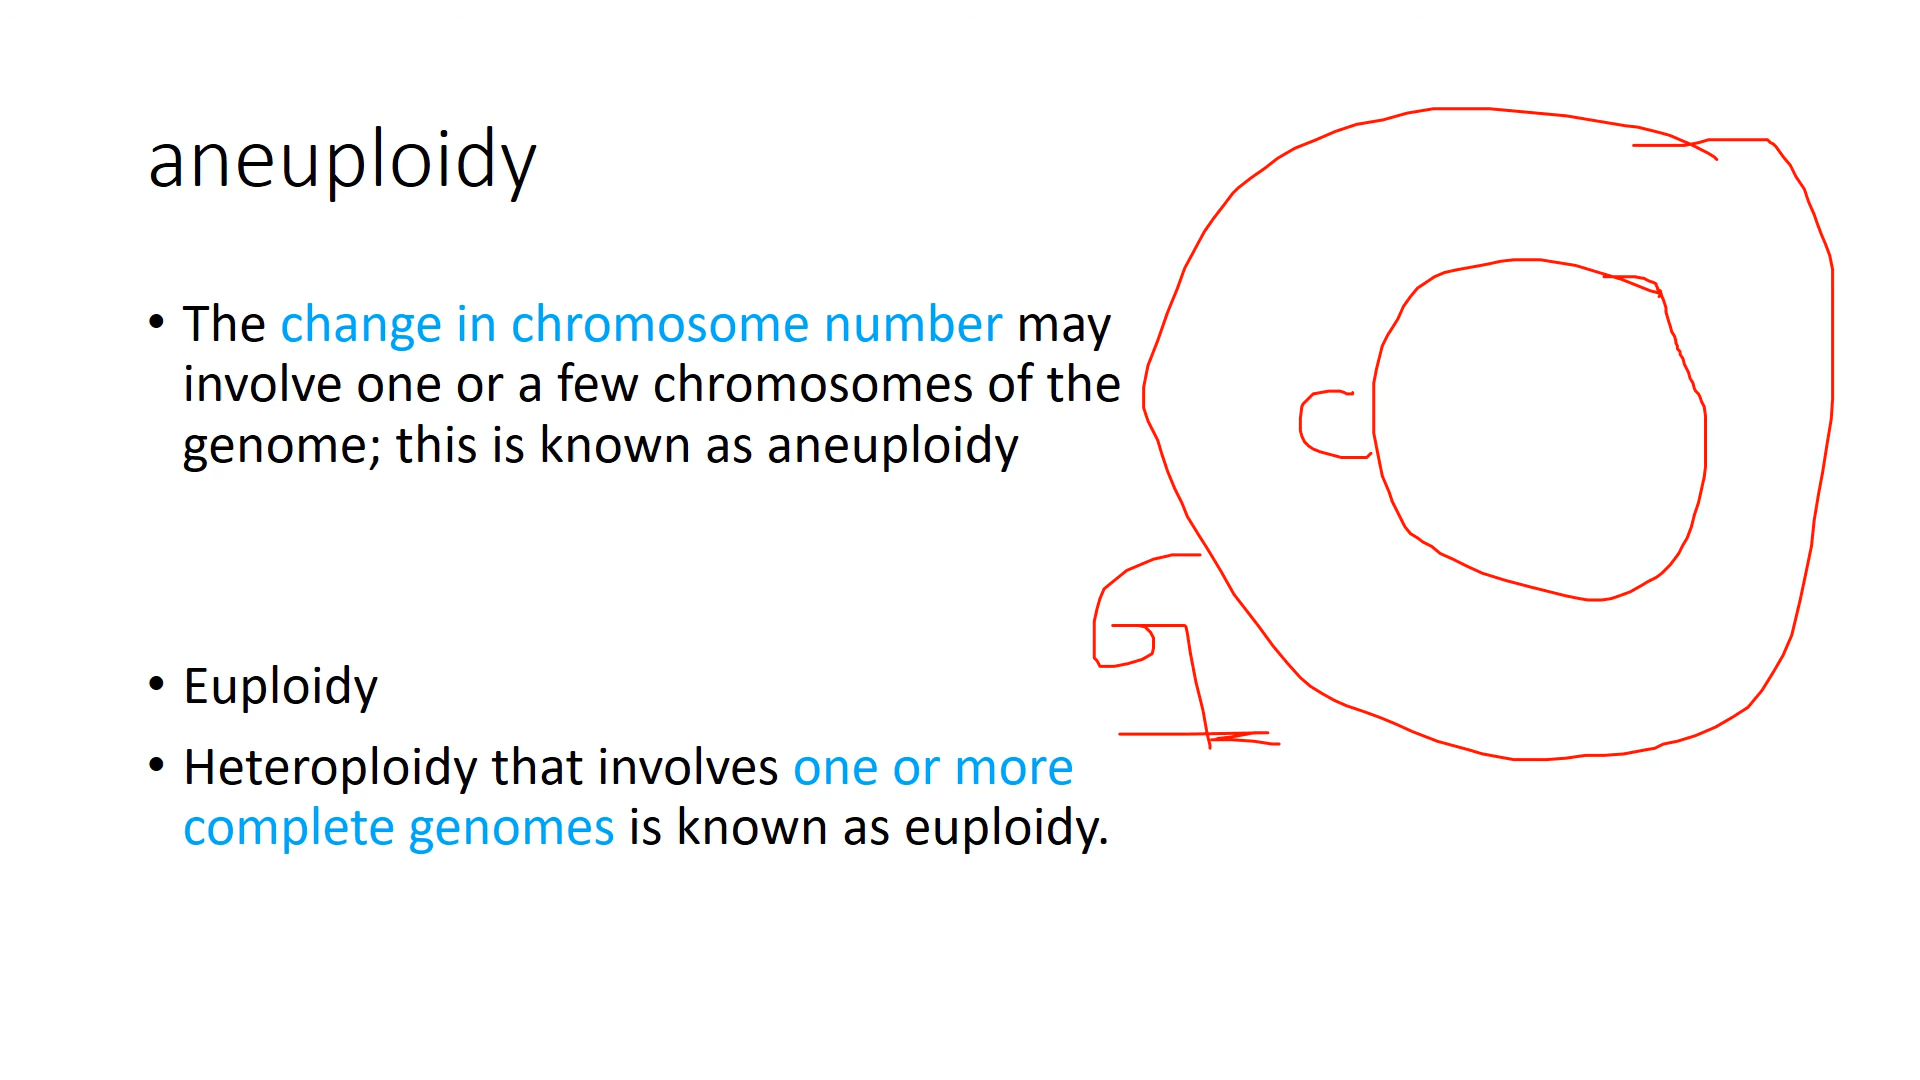 aneuploidy
• The change in chromosome number may
involve one or a few chromosomes of the
genome; this is known as aneuploidy
• Euploidy
• Heteroploidy that involves one or more
complete genomes is known as euploidy.